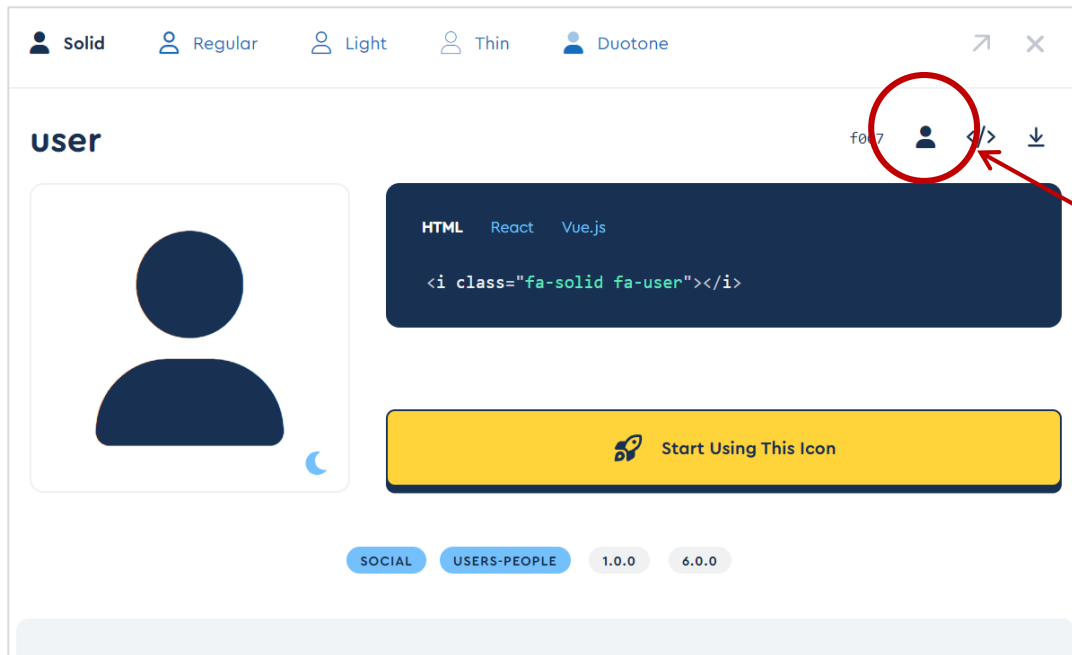 Solid Regular Light Thin Duotone
user f007 </>
HTML React Vue.js
<i class="fa-solid fa-user"></i>
Start Using This Icon
SOCIAL USERS-PEOPLE 1.0.0 6.0.0